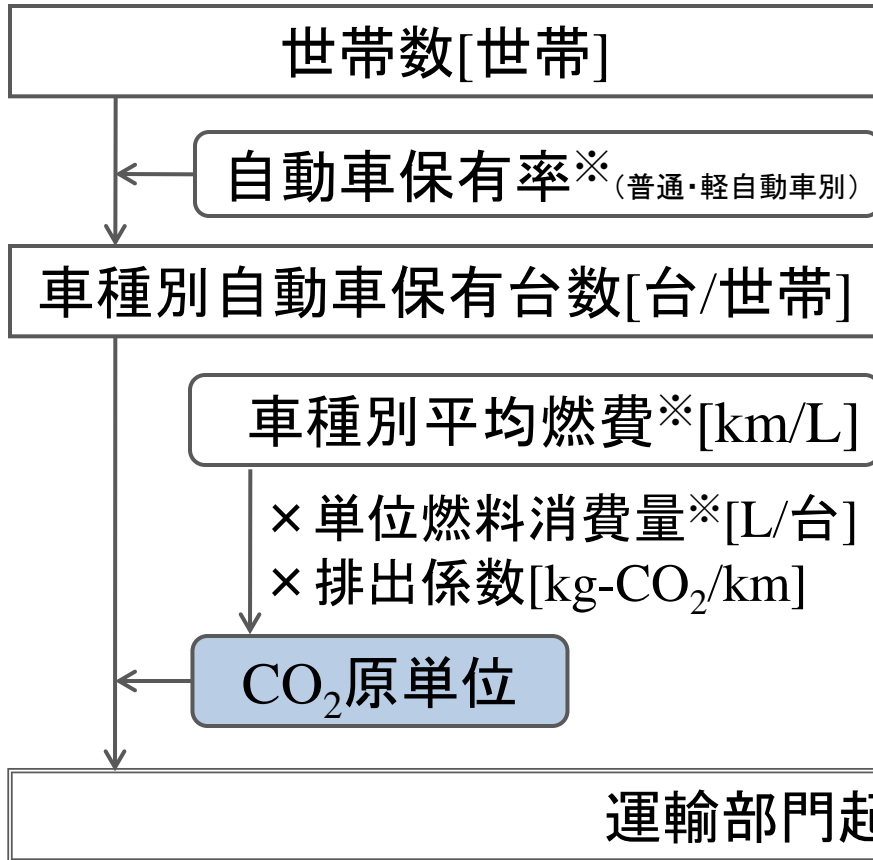 世帯数[世帯]
自動車保有率※(普通・軽自動車別)
車種別自動車保有台数[台/世帯]
車種別平均燃費※[km/L]
×単位燃料消費量※[L/台]
×排出係数[kg-CO₂/km]
CO₂原単位
運輸部門起